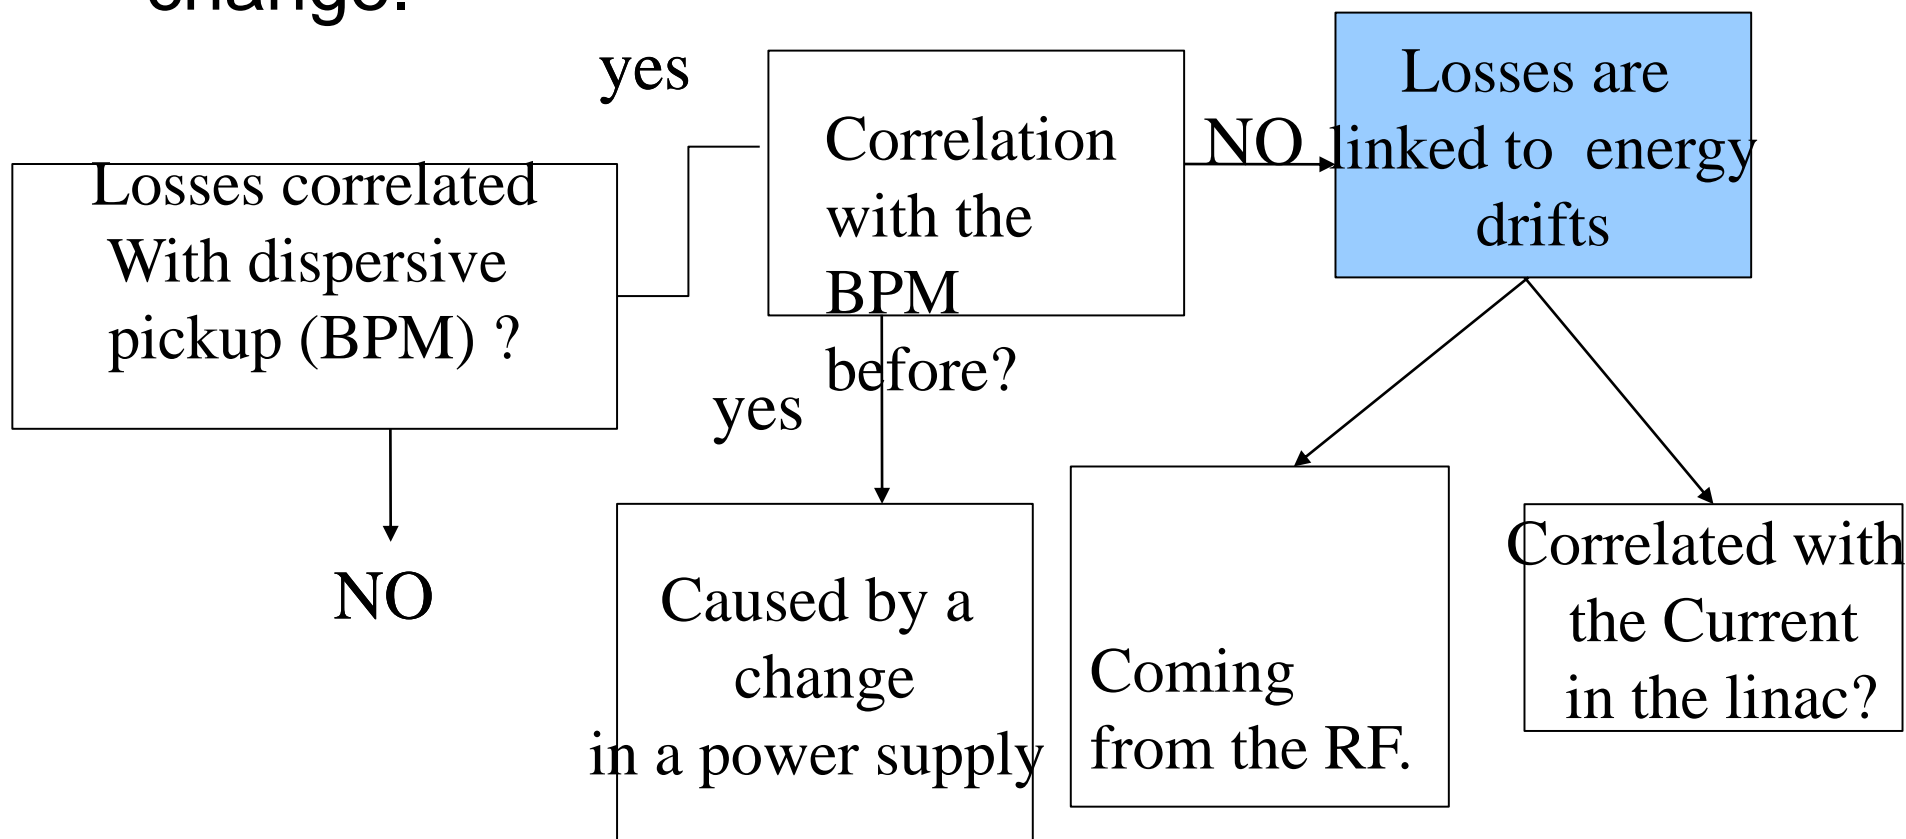 change.
yes
Losses correlated
With dispersive
pickup (BPM) ?
NO
Correlation
with the
BPM
before?
NO
Losses are
linked to energy
drifts
yes
Caused by a
change
in a power supply
Coming
from the RF.
Correlated with
the Current
in the linac?